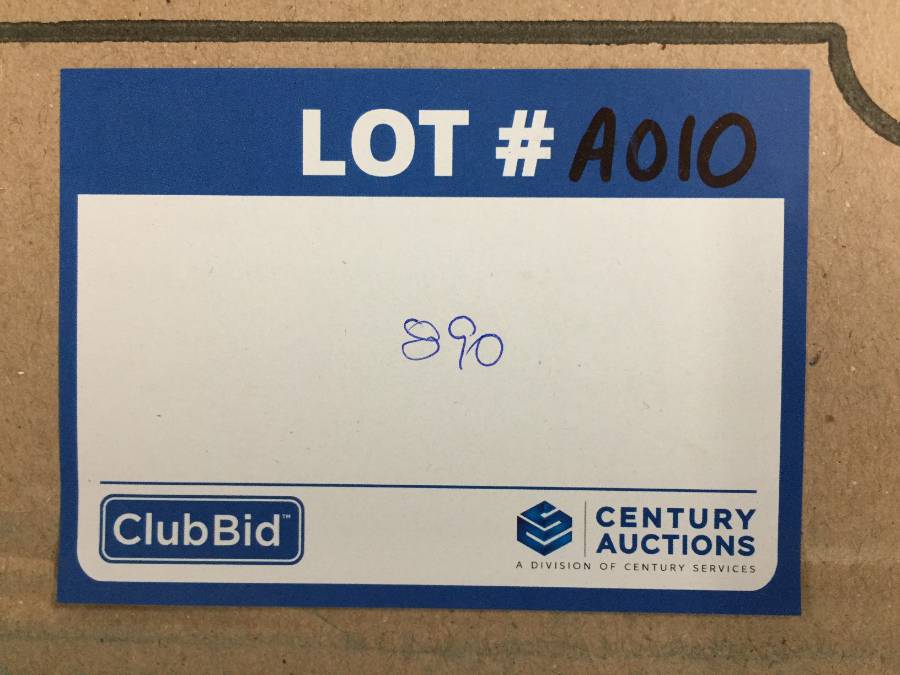 LOT # A010
890
ClubBid™
CENTURY
AUCTIONS
A DIVISION OF CENTURY SERVICES